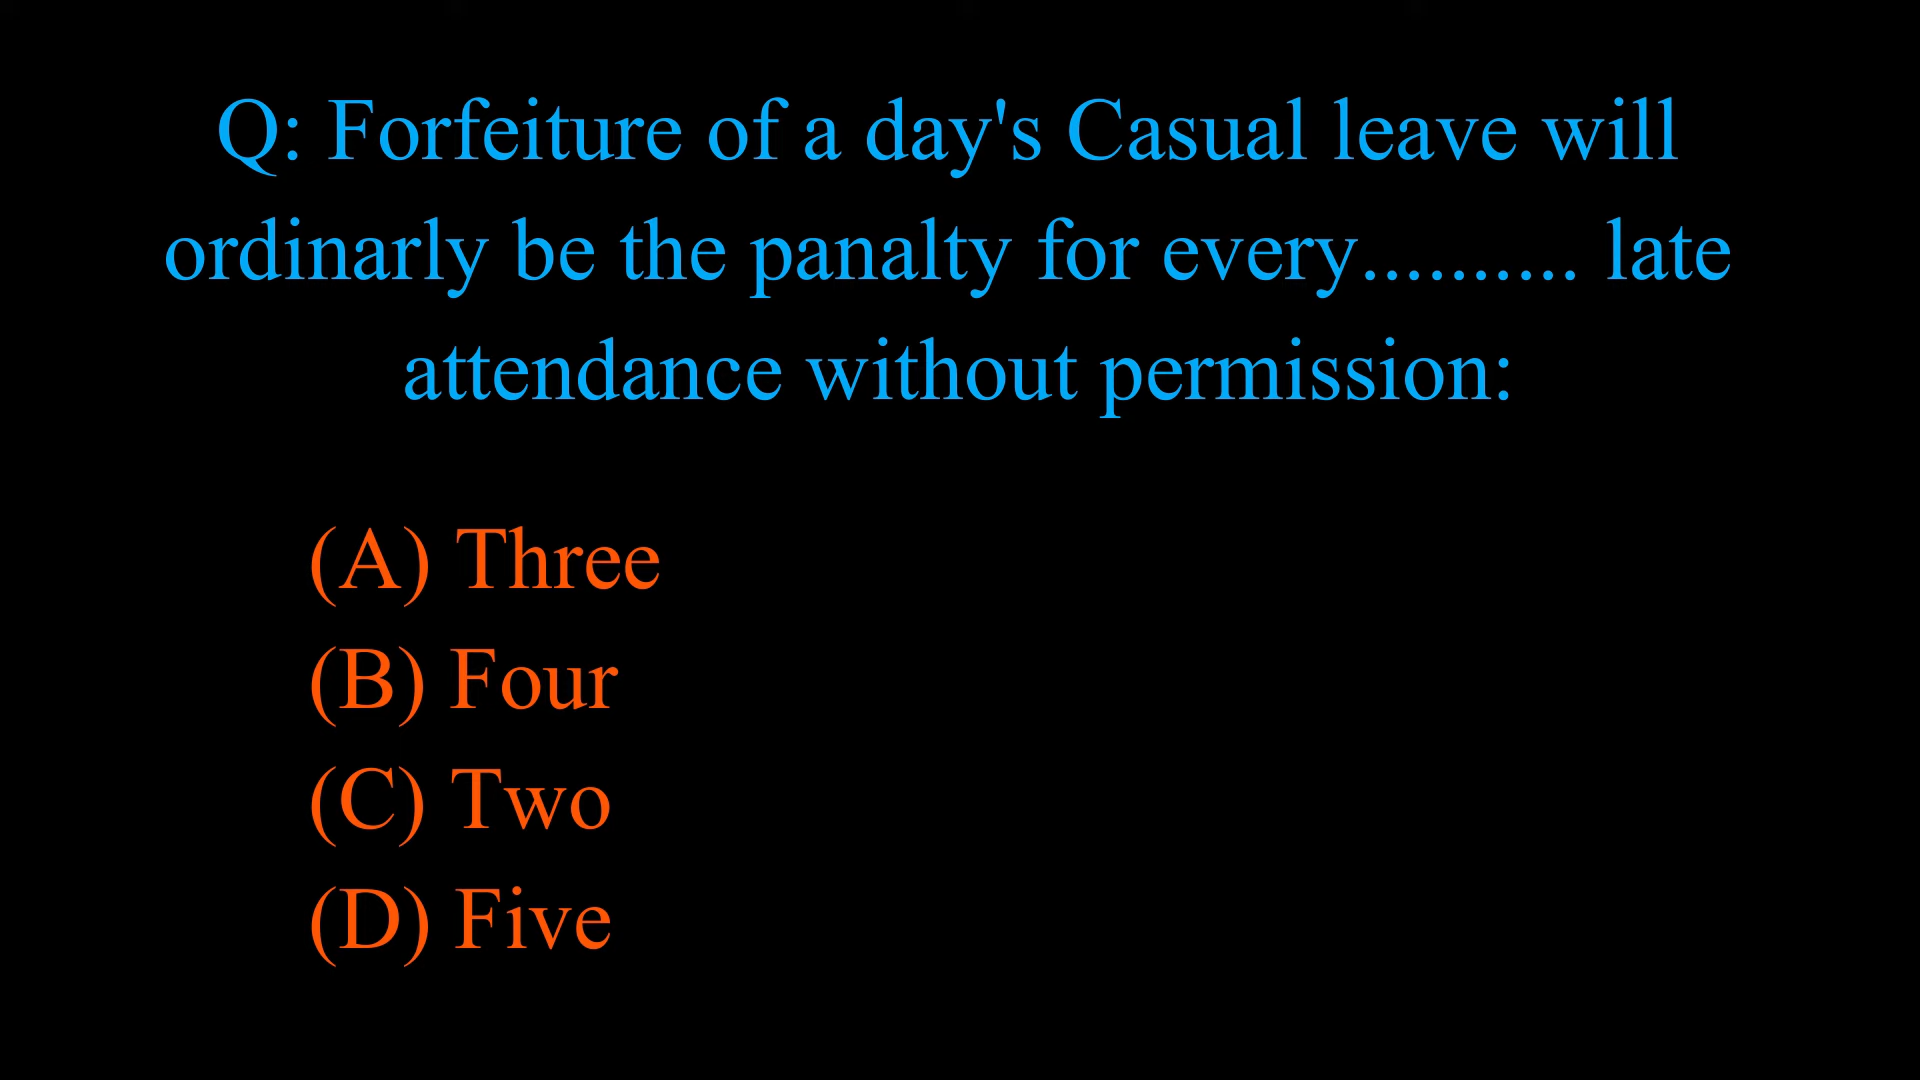 Q: Forfeiture of a day's Casual leave will
ordinarly be the panalty for every.......... late
attendance without permission:
(A) Three
(B) Four
(C) Two
(D) Five